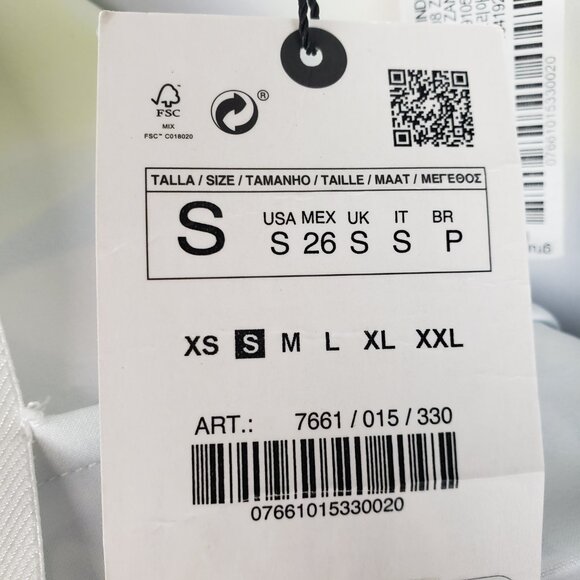 FSC
MIX
FSC™ C018020
®
TALLA / SIZE / TAMANHO / TAILLE / MAAT / ΜΕΓΕΘΟΣ
S
USA MEX UK IT BR
S 26 S S P
XS S M L XL XXL
ART.: 7661 / 015 / 330
07661015330020
07661015330020